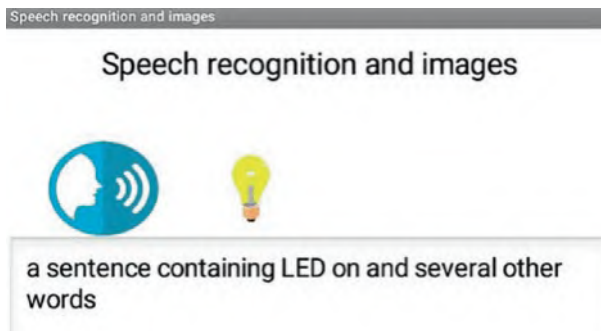 Speech recognition and images
Speech recognition and images
a sentence containing LED on and several other
words